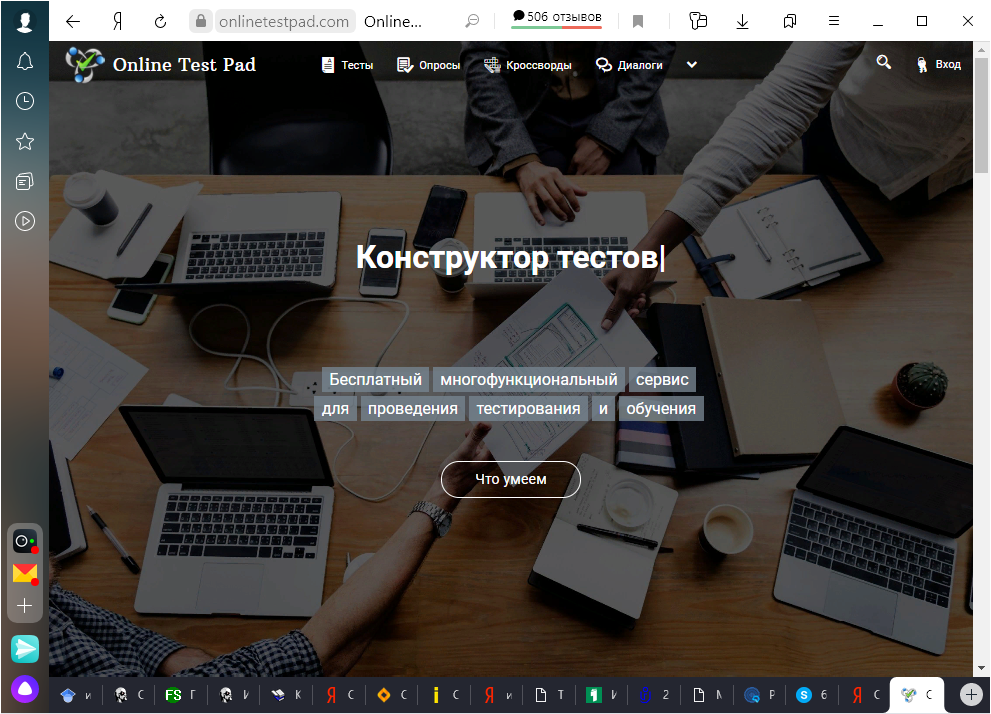 Я
onlinetestpad.com
Online...
506 отзывов
Online Test Pad
Тесты
Опросы
Кроссворды
Диалоги
Вход
Конструктор тестов
Бесплатный многофункциональный сервис
для проведения тестирования и обучения
Что умеем
и С FS Г К Я С С С Я и Т 2 Р S 6 Я С С